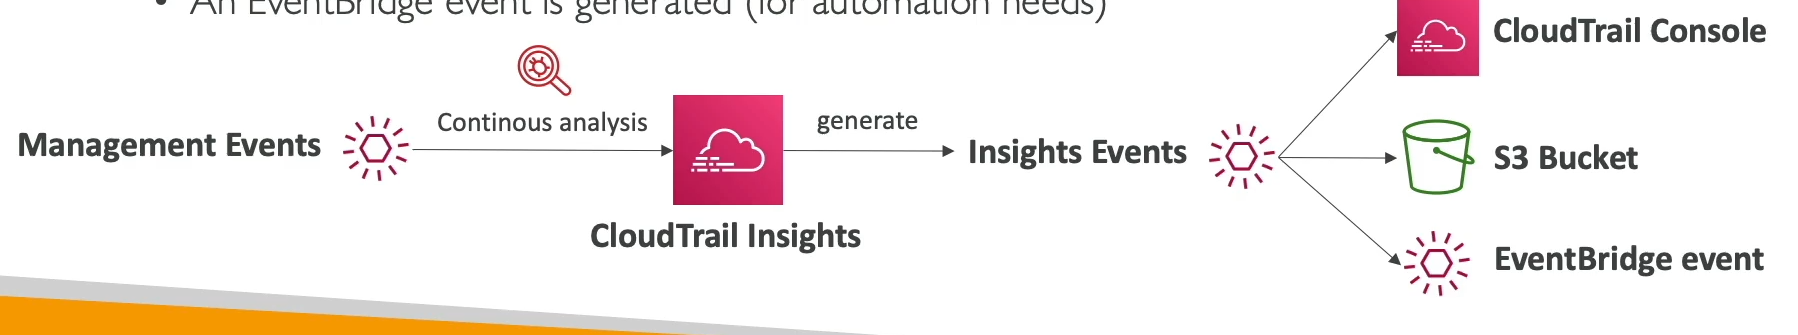 • An EventBridge event is generated (for automation needs)
CloudTrail Console
Continous analysis
generate
Management Events
Insights Events
S3 Bucket
CloudTrail Insights
EventBridge event